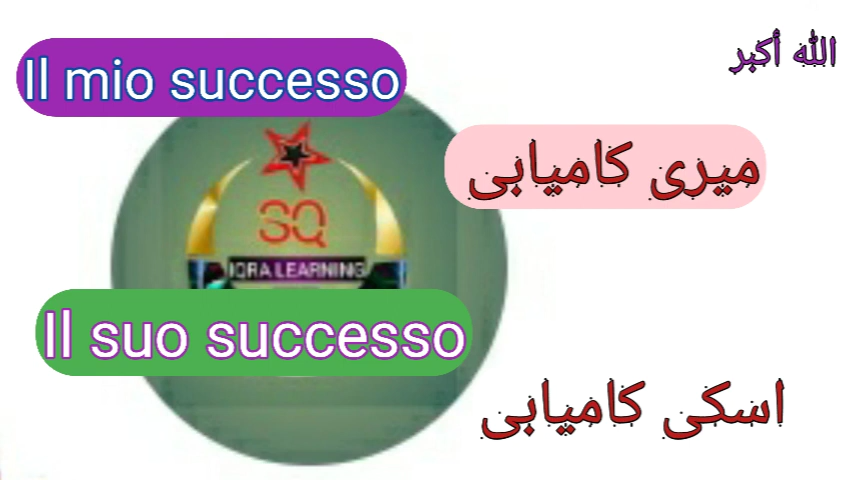 الله أكبر
Il mio successo
میری کامیابی
SQ
IQRA LEARNING
Il suo successo
اسکی کامیابی